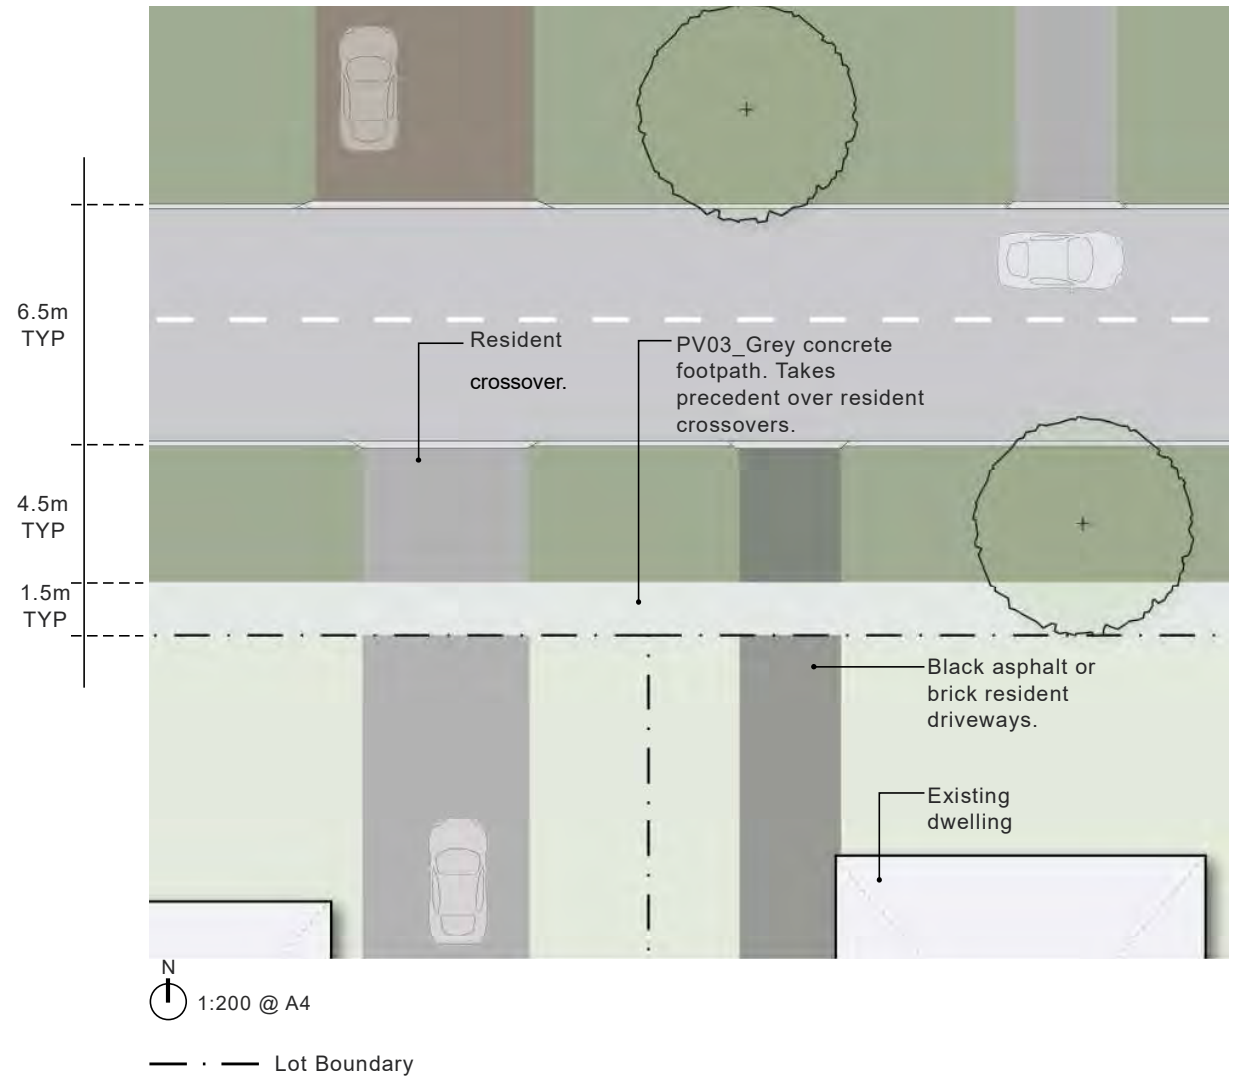 6.5m
TYP
Resident
crossover.
PV03_Grey concrete
footpath. Takes
precedent over resident
crossovers.
4.5m
TYP
1.5m
TYP
Black asphalt or
brick resident
driveways.
Existing
dwelling
N
1:200 @ A4
Lot Boundary